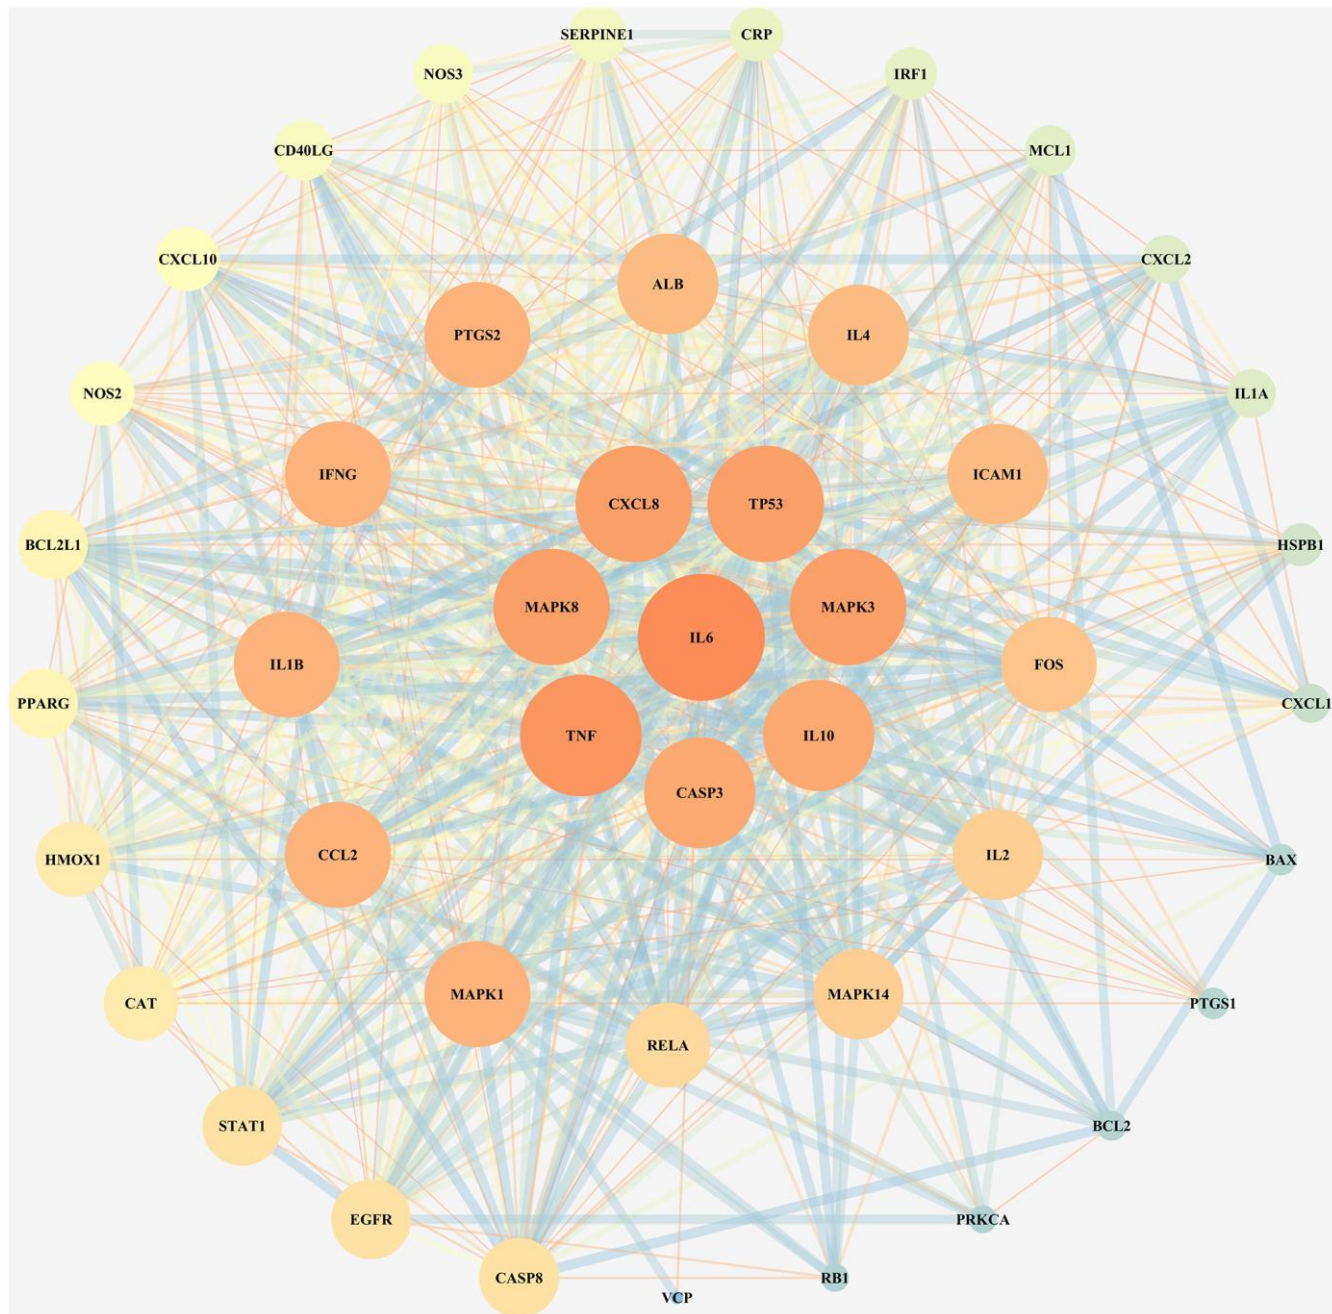 SERPINE1
CRP
NOS3
IRF1
CD40LG
MCL1
CXCL10
CXCL2
ALB
PTGS2
IL4
NOS2
IL1A
IFNG
ICAM1
CXCL8
TP53
BCL2L1
HSPB1
MAPK8
MAPK3
IL6
IL1B
FOS
PPARG
CXCL1
TNF
IL10
CASP3
CCL2
IL2
HMOX1
BAX
MAPK1
MAPK14
CAT
PTGS1
RELA
STAT1
BCL2
EGFR
PRKCA
CASP8
RB1
VCP